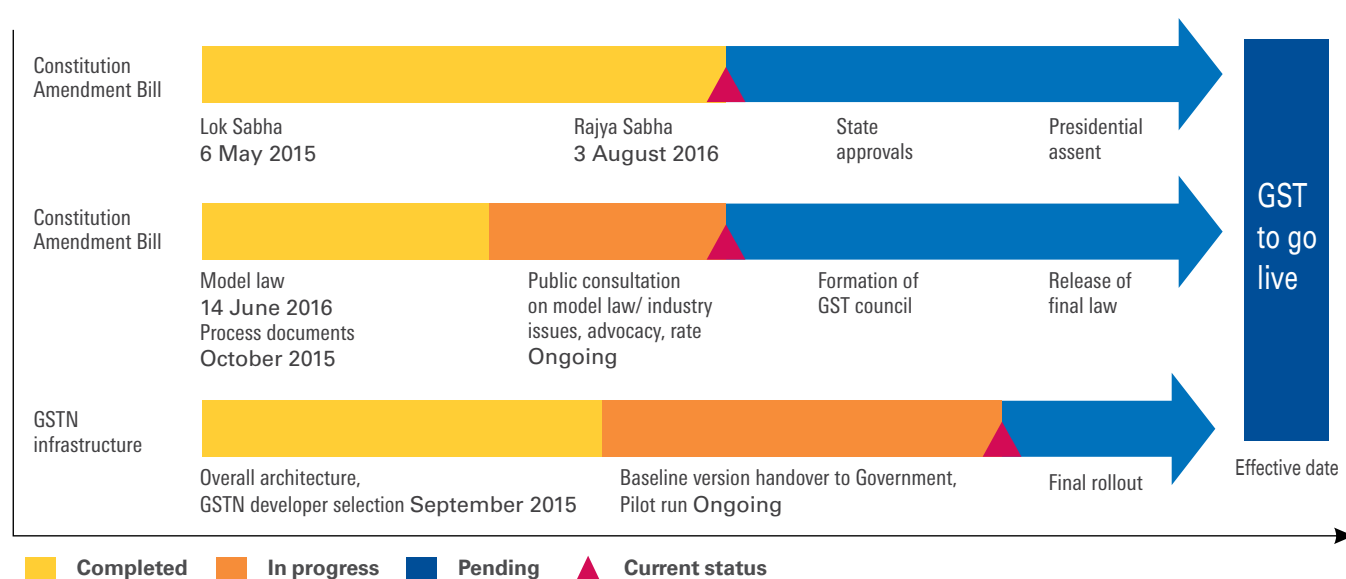 Constitution
Amendment Bill
Lok Sabha
6 May 2015
Rajya Sabha
3 August 2016
State
approvals
Presidential
assent
Constitution
Amendment Bill
Model law
14 June 2016
Process documents
October 2015
Public consultation
on model law/ industry
issues, advocacy, rate
Ongoing
Formation of
GST council
Release of
final law
GSTN
infrastructure
Overall architecture,
GSTN developer selection September 2015
Baseline version handover to Government,
Pilot run Ongoing
Final rollout
GST
to go
live
Effective date
Completed
In progress
Pending
Current status